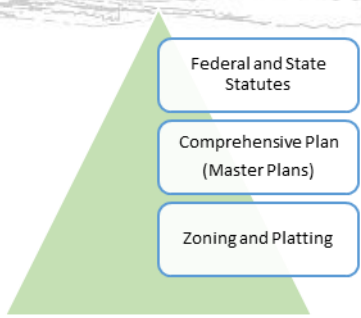 Federal and State
Statutes
Comprehensive Plan
(Master Plans)
Zoning and Platting